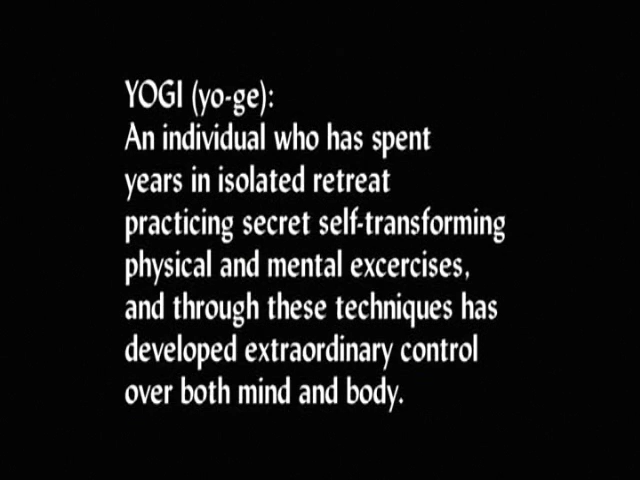 YOGI (yo-ge):
An individual who has spent
years in isolated retreat
practicing secret self-transforming
physical and mental excercises,
and through these techniques has
developed extraordinary control
over both mind and body.